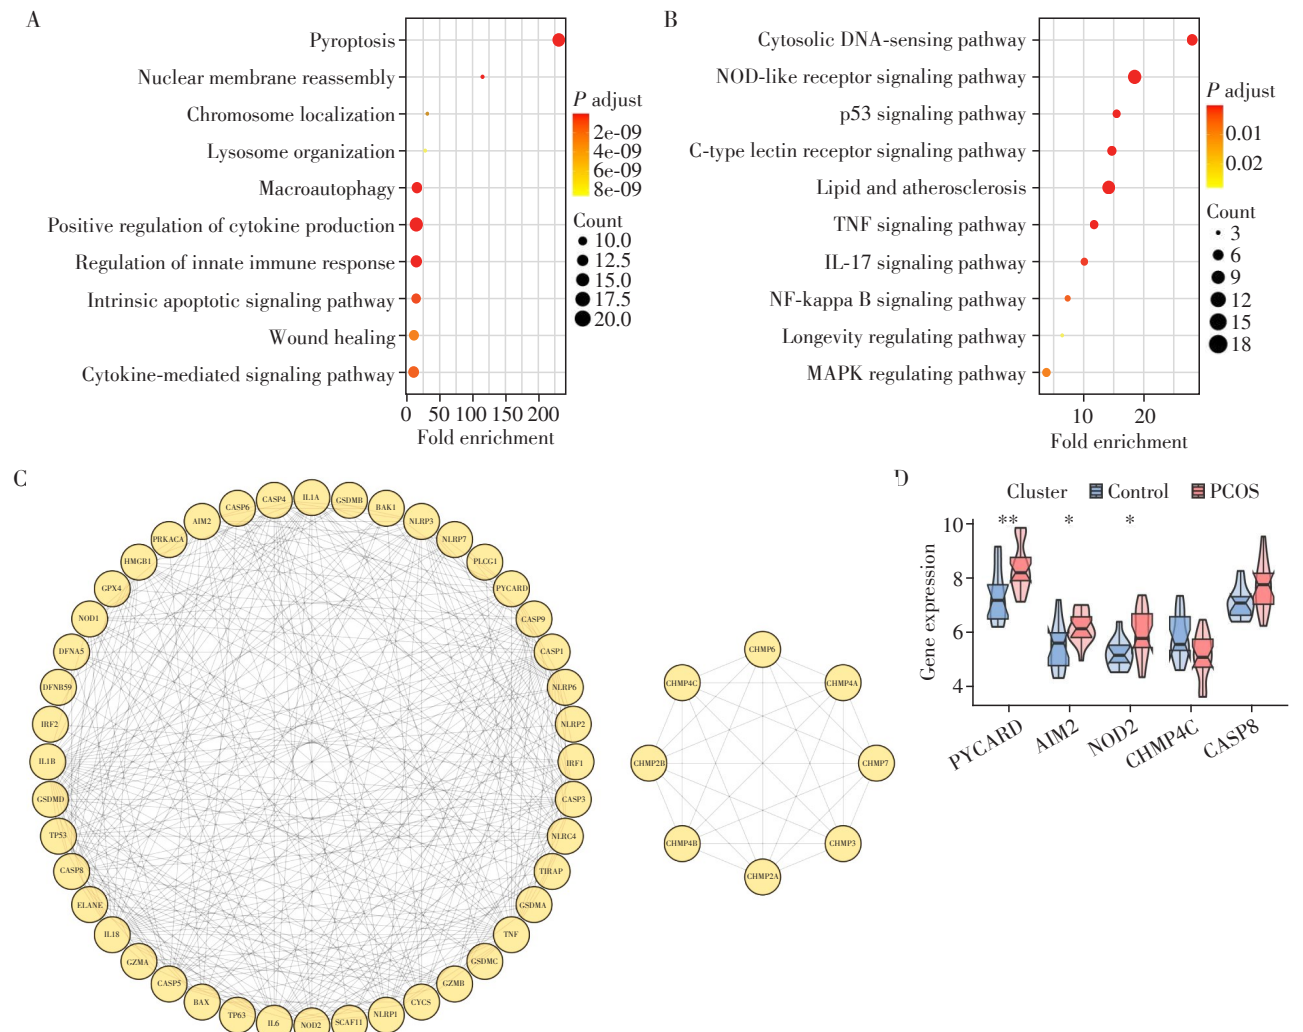 A
Pyroptosis
Nuclear membrane reassembly
Chromosome localization
Lysosome organization
Macroautophagy
Positive regulation of cytokine production
Regulation of innate immune response
Intrinsic apoptotic signaling pathway
Wound healing
Cytokine-mediated signaling pathway
0 50 100 150 200
Fold enrichment
P adjust
2e-09
4e-09
6e-09
8e-09
Count
10.0
12.5
15.0
17.5
20.0
B
Cytosolic DNA-sensing pathway
NOD-like receptor signaling pathway
p53 signaling pathway
C-type lectin receptor signaling pathway
Lipid and atherosclerosis
TNF signaling pathway
IL-17 signaling pathway
NF-kappa B signaling pathway
Longevity regulating pathway
MAPK regulating pathway
10 20
Fold enrichment
P adjust
0.01
0.02
Count
3
6
9
12
15
18
C
IL1A
GSDMB
BAK1
NLRP3
NLRP7
PLCG1
PYCARD
CASP9
CASP1
NLRP6
NLRP2
IRF1
CASP3
NLRC4
TIRAP
GSDMA
TNF
GSDMC
GZMB
CYCS
NLRP1
SCAF11
NOD2
IL6
TP63
BAX
CASP5
GZMA
IL18
ELANE
CASP8
TP53
GSDMD
IL1B
IRF2
DFNB59
DFNA5
NOD1
GPX4
HMGB1
PRKACA
AIM2
CASP6
CASP4
CHMP6
CHMP4A
CHMP7
CHMP3
CHMP2A
CHMP4B
CHMP2B
CHMP4C
D
Cluster Control PCOS
** * *
10
8
6
4
Gene expression
PYCARD
AIM2
NOD2
CHMP4C
CASP8